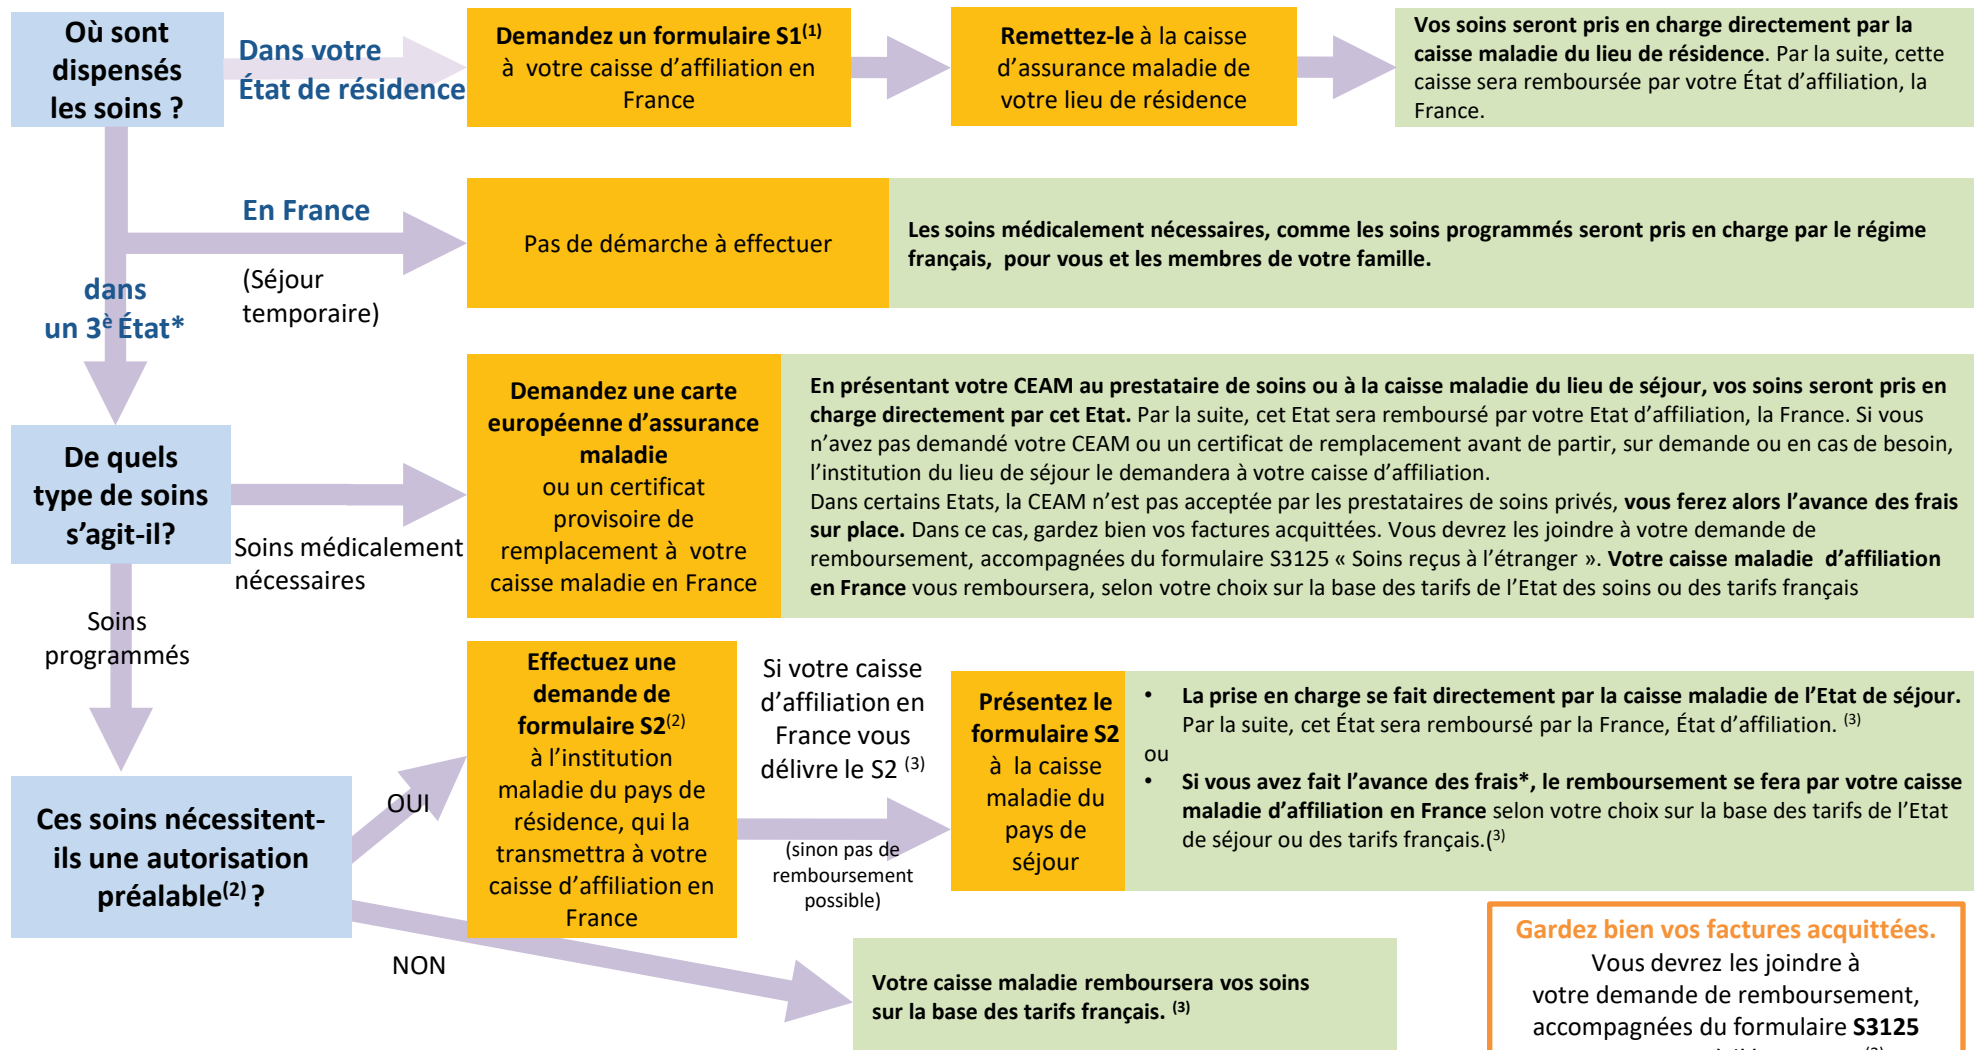 Où sont
dispensés
les soins ?
Dans votre
État de résidence
Demandez un formulaire S1(1)
à votre caisse d'affiliation en
France
Remettez-le à la caisse
d'assurance maladie de
votre lieu de résidence
Vos soins seront pris en charge directement par la
caisse maladie du lieu de résidence. Par la suite, cette
caisse sera remboursée par votre État d'affiliation, la
France.
En France
(Séjour
temporaire)
Pas de démarche à effectuer
Les soins médicalement nécessaires, comme les soins programmés seront pris en charge par le régime
français, pour vous et les membres de votre famille.
dans
un 3è État*
De quels
type de soins
s'agit-il?
Soins médicalement
nécessaires
Demandez une carte
européenne d'assurance
maladie
ou un certificat
provisoire de
remplacement à votre
caisse maladie en France
En présentant votre CEAM au prestataire de soins ou à la caisse maladie du lieu de séjour, vos soins seront pris en
charge directement par cet Etat. Par la suite, cet Etat sera remboursé par votre Etat d'affiliation, la France. Si vous
n'avez pas demandé votre CEAM ou un certificat de remplacement avant de partir, sur demande ou en cas de besoin,
l'institution du lieu de séjour le demandera à votre caisse d'affiliation.
Dans certains Etats, la CEAM n'est pas acceptée par les prestataires de soins privés, vous ferez alors l'avance des frais
sur place. Dans ce cas, gardez bien vos factures acquittées. Vous devrez les joindre à votre demande de
remboursement, accompagnées du formulaire S3125 « Soins reçus à l'étranger ». Votre caisse maladie d'affiliation
en France vous remboursera, selon votre choix sur la base des tarifs de l'Etat des soins ou des tarifs français
Soins
programmés
Ces soins nécessitent-
ils une autorisation
préalable(2) ?
OUI
Effectuez une
demande de
formulaire S2(2)
à l'institution
maladie du pays de
résidence, qui la
transmettra à votre
caisse d'affiliation en
France
Si votre caisse
d'affiliation en
France vous
délivre le S2 (3)
(sinon pas de
remboursement
possible)
Présentez le
formulaire S2
à la caisse
maladie du
pays de
séjour
• La prise en charge se fait directement par la caisse maladie de l'Etat de séjour.
Par la suite, cet État sera remboursé par la France, État d'affiliation. (3)
ou
• Si vous avez fait l'avance des frais*, le remboursement se fera par votre caisse
maladie d'affiliation en France selon votre choix sur la base des tarifs de l'Etat
de séjour ou des tarifs français.(3)
NON
Votre caisse maladie remboursera vos soins
sur la base des tarifs français. (3)
Gardez bien vos factures acquittées.
Vous devrez les joindre à
votre demande de remboursement,
accompagnées du formulaire S3125